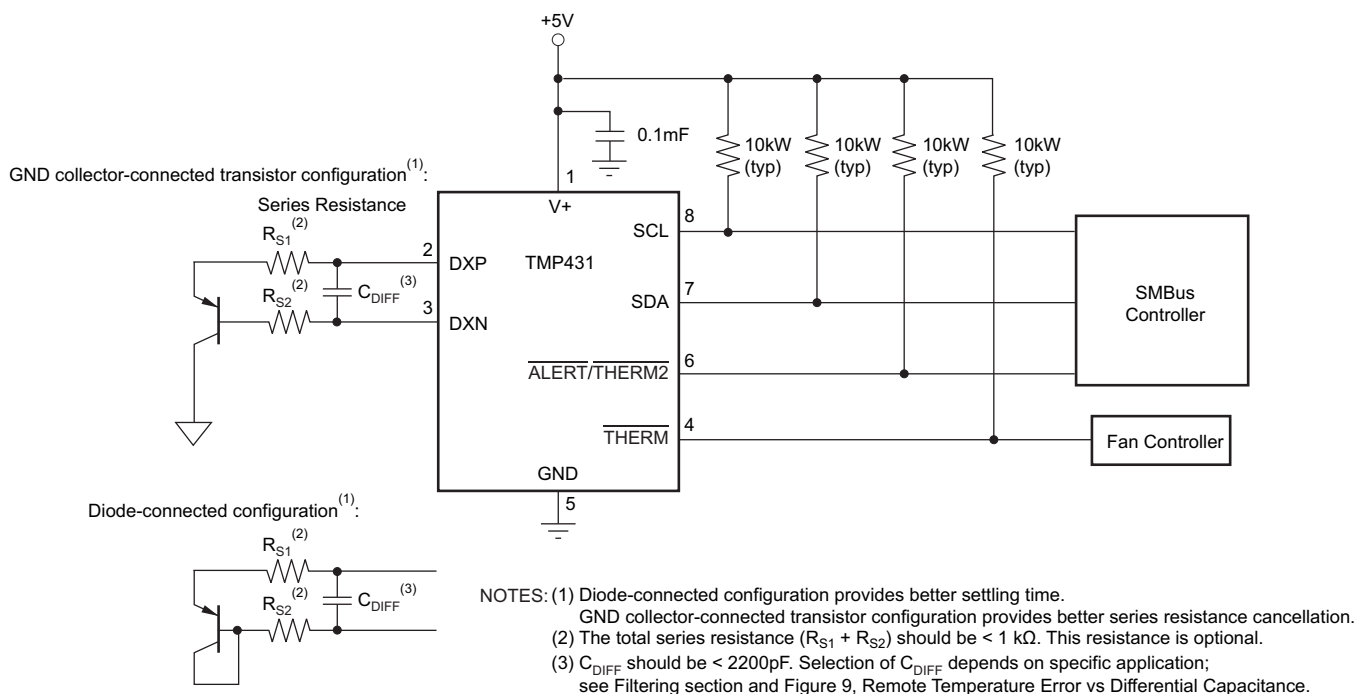 +5V
0.1mF
10kW
(typ)
10kW
(typ)
10kW
(typ)
10kW
(typ)
GND collector-connected transistor configuration(1):
Series Resistance
RS1(2)
RS2(2)
CDIFF(3)
1
V+
2
DXP
3
DXN
TMP431
SCL
8
SDA
7
ALERT/THERM2
6
THERM
4
GND
5
SMBus
Controller
Fan Controller
Diode-connected configuration(1):
RS1(2)
RS2(2)
CDIFF(3)
NOTES: (1) Diode-connected configuration provides better settling time.
GND collector-connected transistor configuration provides better series resistance cancellation.
(2) The total series resistance (RS1 + RS2) should be < 1 kΩ. This resistance is optional.
(3) CDIFF should be < 2200pF. Selection of CDIFF depends on specific application;
see Filtering section and Figure 9, Remote Temperature Error vs Differential Capacitance.